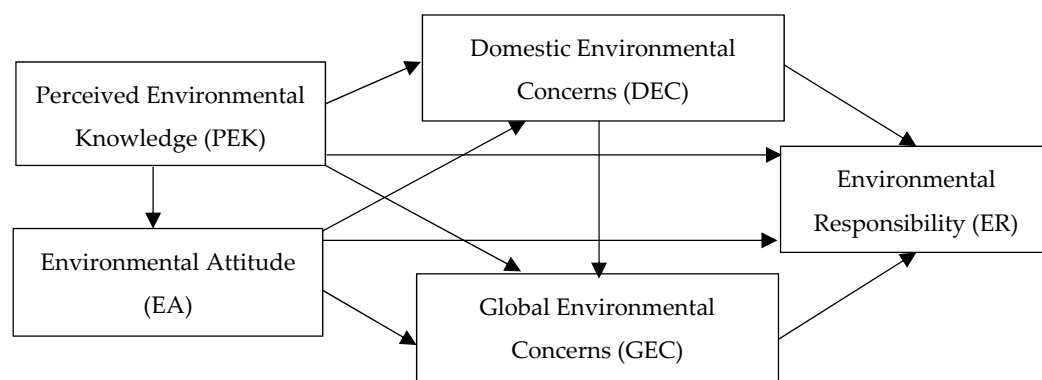 Domestic Environmental
Concerns (DEC)
Perceived Environmental
Knowledge (PEK)
Environmental
Responsibility (ER)
Environmental Attitude
(EA)
Global Environmental
Concerns (GEC)